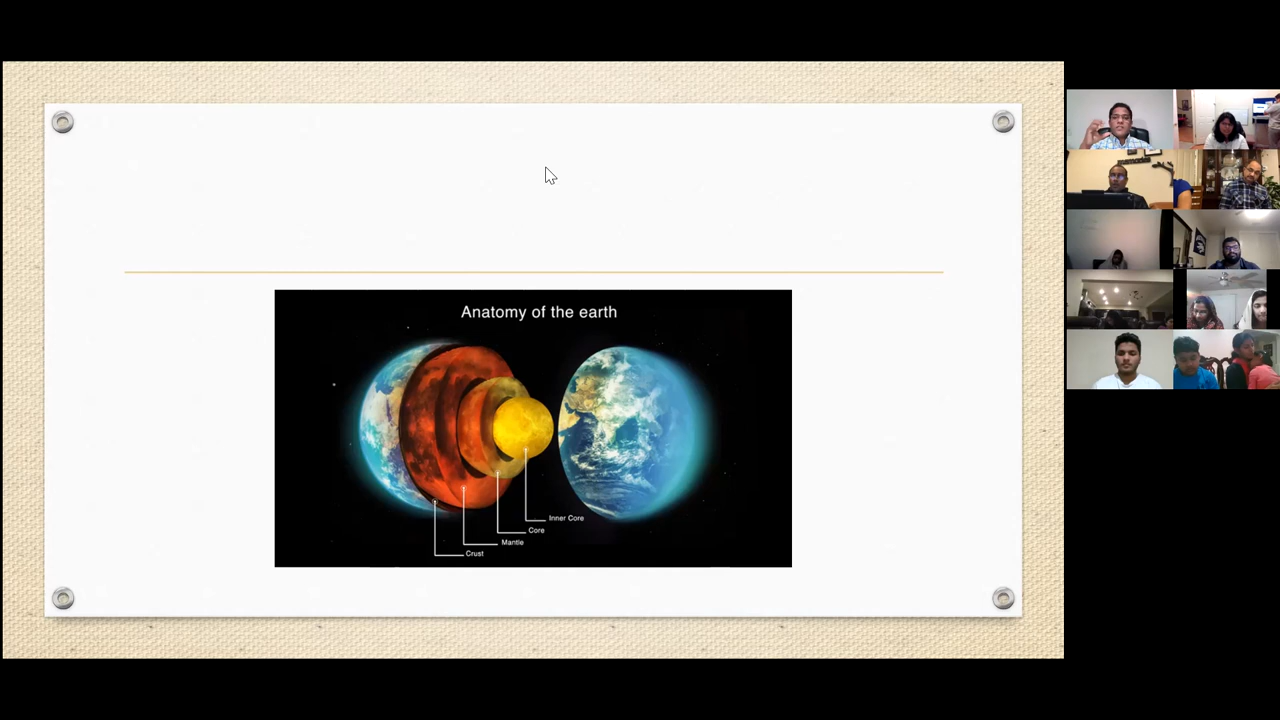 Anatomy of the earth
Inner Core
Core
Mantle
Crust